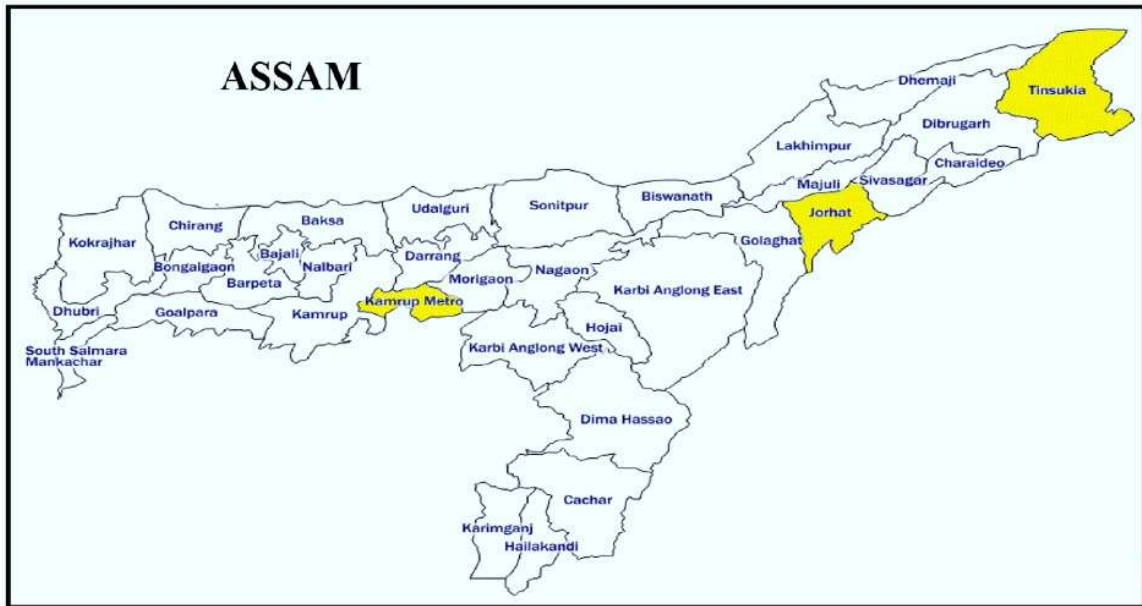 ASSAM
Dhemaji
Tinsukia
Dibrugarh
Lakhimpur
Charaideo
Majuli
Sivasagar
Biswanath
Jorhat
Sonitpur
Udalguri
Baksa
Chirang
Kokrajhar
Golaghat
Darrang
Bajali
Nalbari
Bongaigaon
Nagaon
Morigaon
Barpeta
Karbi Anglong East
Kamrup Metro
Dhubri
Goalpara
Kamrup
Hojai
Karbi Anglong West
South Salmara
Mankachar
Dima Hassao
Cachar
Karimganj
Hailakandi